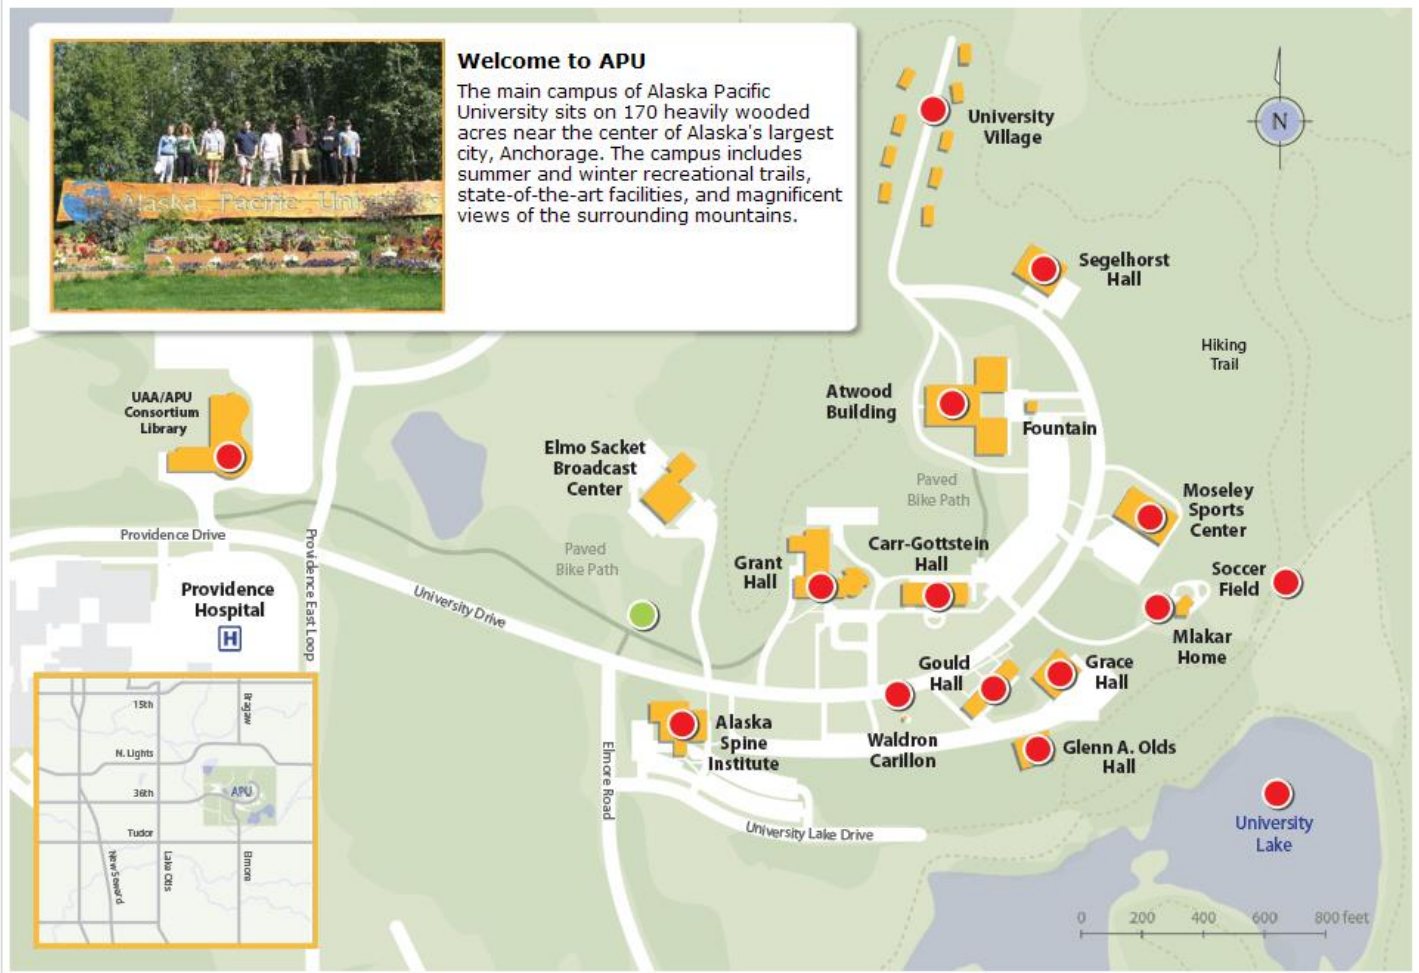 Welcome to APU
The main campus of Alaska Pacific
University sits on 170 heavily wooded
acres near the center of Alaska's largest
city, Anchorage. The campus includes
summer and winter recreational trails,
state-of-the-art facilities, and magnificent
views of the surrounding mountains.
Alaska Pacific University
N
University
Village
Segelhorst
Hall
Hiking
Trail
UAA/APU
Consortium
Library
Atwood
Building
Fountain
Elmo Sacket
Broadcast
Center
Paved
Bike Path
Moseley
Sports
Center
Providence Drive
Providence East Loop
Paved
Bike Path
Grant
Hall
Carr-Gottstein
Hall
Soccer
Field
Providence
Hospital
H
University Drive
Mlakar
Home
Gould
Hall
Grace
Hall
Alaska
Spine
Institute
Waldron
Carillon
Glenn A. Olds
Hall
Elmore Road
University Lake Drive
University
Lake
15th
Bragaw
N. Lights
36th
APU
Tudor
New Seward
Lake Otis
Elmore
0 200 400 600 800 feet